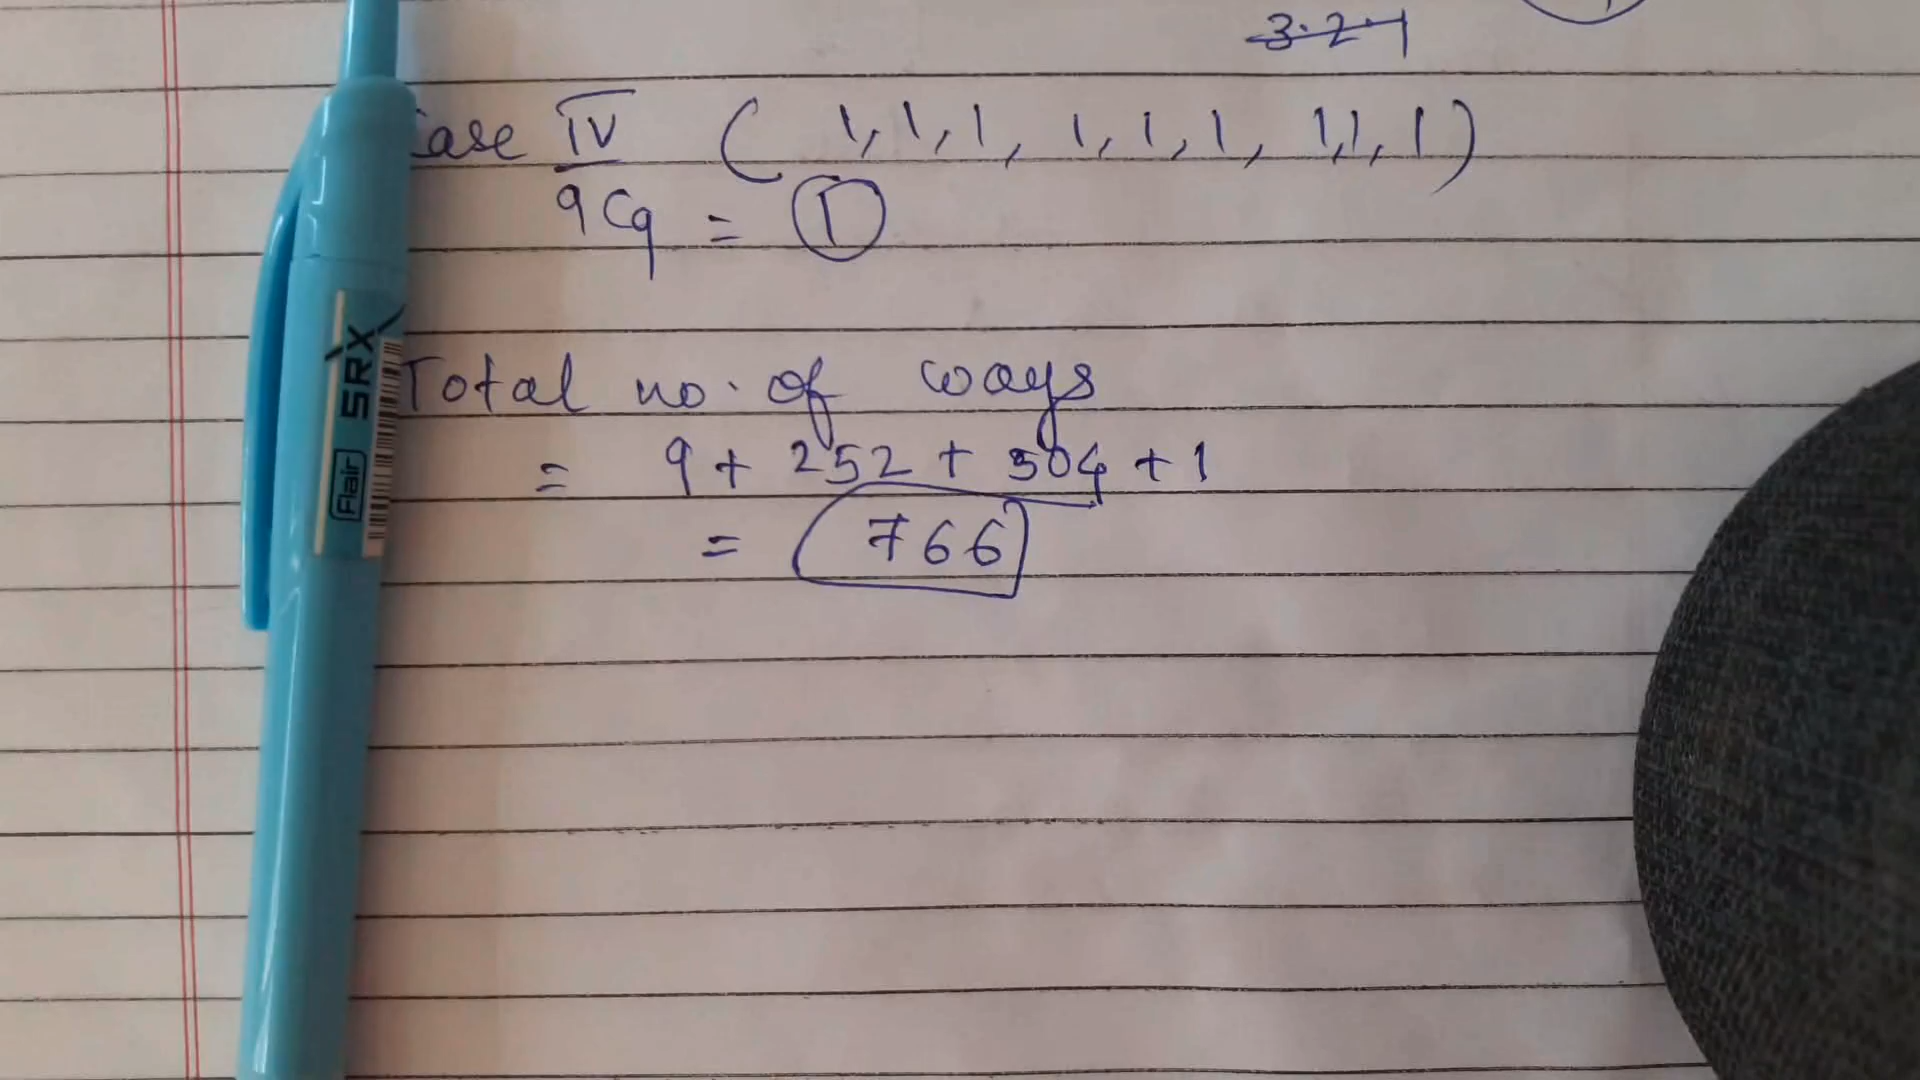 3·2·1
Case IV ( 1,1,1, 1,1,1, 1,1,1)
9C9 = 1
Total no. of ways
= 9 + 252 + 504 + 1
= 766
SRX
Flair